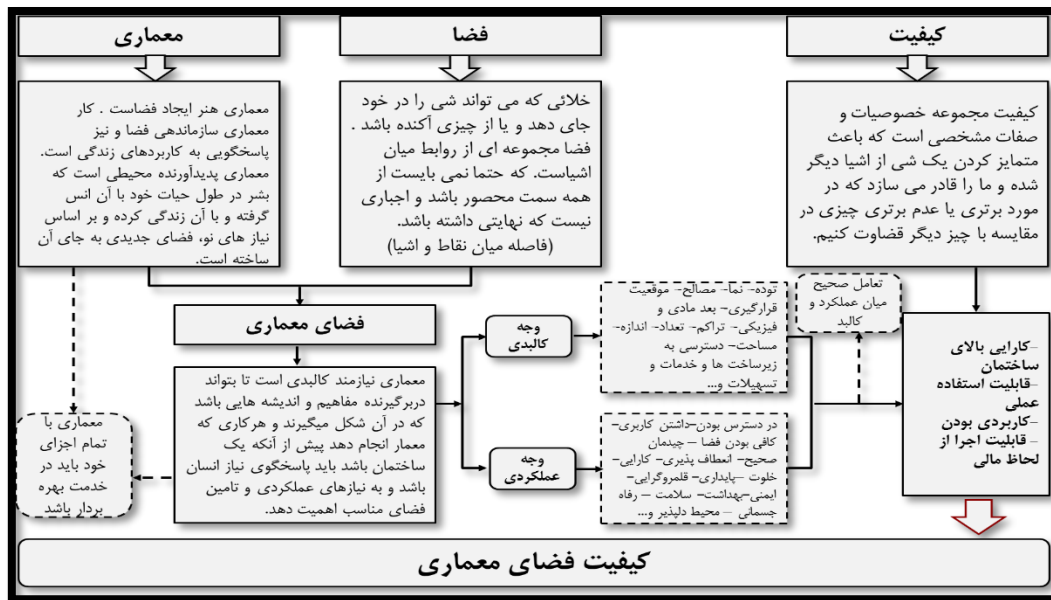 کیفیت
فضا
معماری
کیفیت مجموعه خصوصیات و
صفات مشخصی است که باعث
متمایز کردن یک شی از اشیا دیگر
شده و ما را قادر می سازد که در
مورد برتری یا عدم برتری چیزی در
مقایسه با چیز دیگر قضاوت کنیم.
خلائی که می تواند شی را در خود
جای دهد و یا از چیزی آکنده باشد .
فضا مجموعه ای از روابط میان
اشیاست. که حتما نمی بایست از
همه سمت محصور باشد و اجباری
نیست که نهایتی داشته باشد.
(فاصله میان نقاط و اشیا)
معماری هنر ایجاد فضاست . کار
معماری سازماندهی فضا و نیز
پاسخگویی به کاربردهای زندگی است.
معماری پدیدآورنده محیطی است که
بشر در طول حیات خود با آن انس
گرفته و با آن زندگی کرده و بر اساس
نیاز های نو، فضای جدیدی به جای آن
ساخته است.
تعامل صحیح
میان عملکرد و
کالبد
توده- نما- مصالح- موقعیت
قرارگیری- بعد مادی و
فیزیکی- تراکم- تعداد- اندازه-
مساحت- دسترسی به
زیرساخت ها و خدمات و
تسهیلات و...
وجه
کالبدی
فضای معماری
-کارایی بالای
ساختمان
-قابلیت استفاده
عملی
-کاربردی بودن
- قابلیت اجرا از
لحاظ مالی
معماری نیازمند کالبدی است تا بتواند
دربرگیرنده مفاهیم و اندیشه هایی باشد
که در آن شکل میگیرند و هرکاری که
معمار انجام دهد پیش از آنکه یک
ساختمان باشد باید پاسخگوی نیاز انسان
باشد و به نیازهای عملکردی و تامین
فضای مناسب اهمیت دهد.
در دسترس بودن-داشتن کاربری-
کافی بودن فضا - چیدمان
صحیح- انعطاف پذیری- کارایی-
خلوت -پایداری- قلمروگرایی-
ایمنی-بهداشت- سلامت - رفاه
جسمانی - محیط دلپذیر و...
وجه
عملکردی
معماری با
تمام اجزای
خود باید در
خدمت بهره
بردار باشد
کیفیت فضای معماری